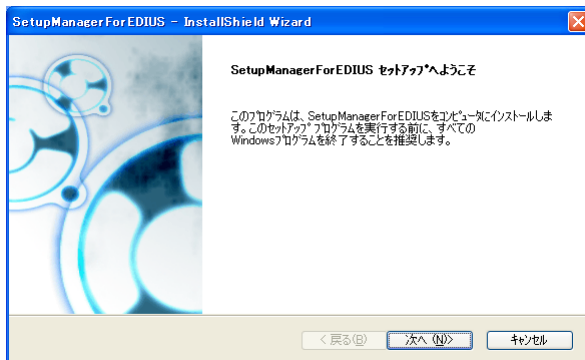 SetupManagerForEDIUS - InstallShield Wizard
SetupManagerForEDIUS ｾｯﾄｱｯﾌﾟへようこそ
このﾌﾟﾛｸﾞﾗﾑは、SetupManagerForEDIUSをｺﾝﾋﾟｭｰﾀにインストールしま
す。このｾｯﾄｱｯﾌﾟ ﾌﾟﾛｸﾞﾗﾑを実行する前に、すべての
Windowsﾌﾟﾛｸﾞﾗﾑを終了することを推奨します。
< 戻る(B)
次へ (N)>
ｷｬﾝｾﾙ